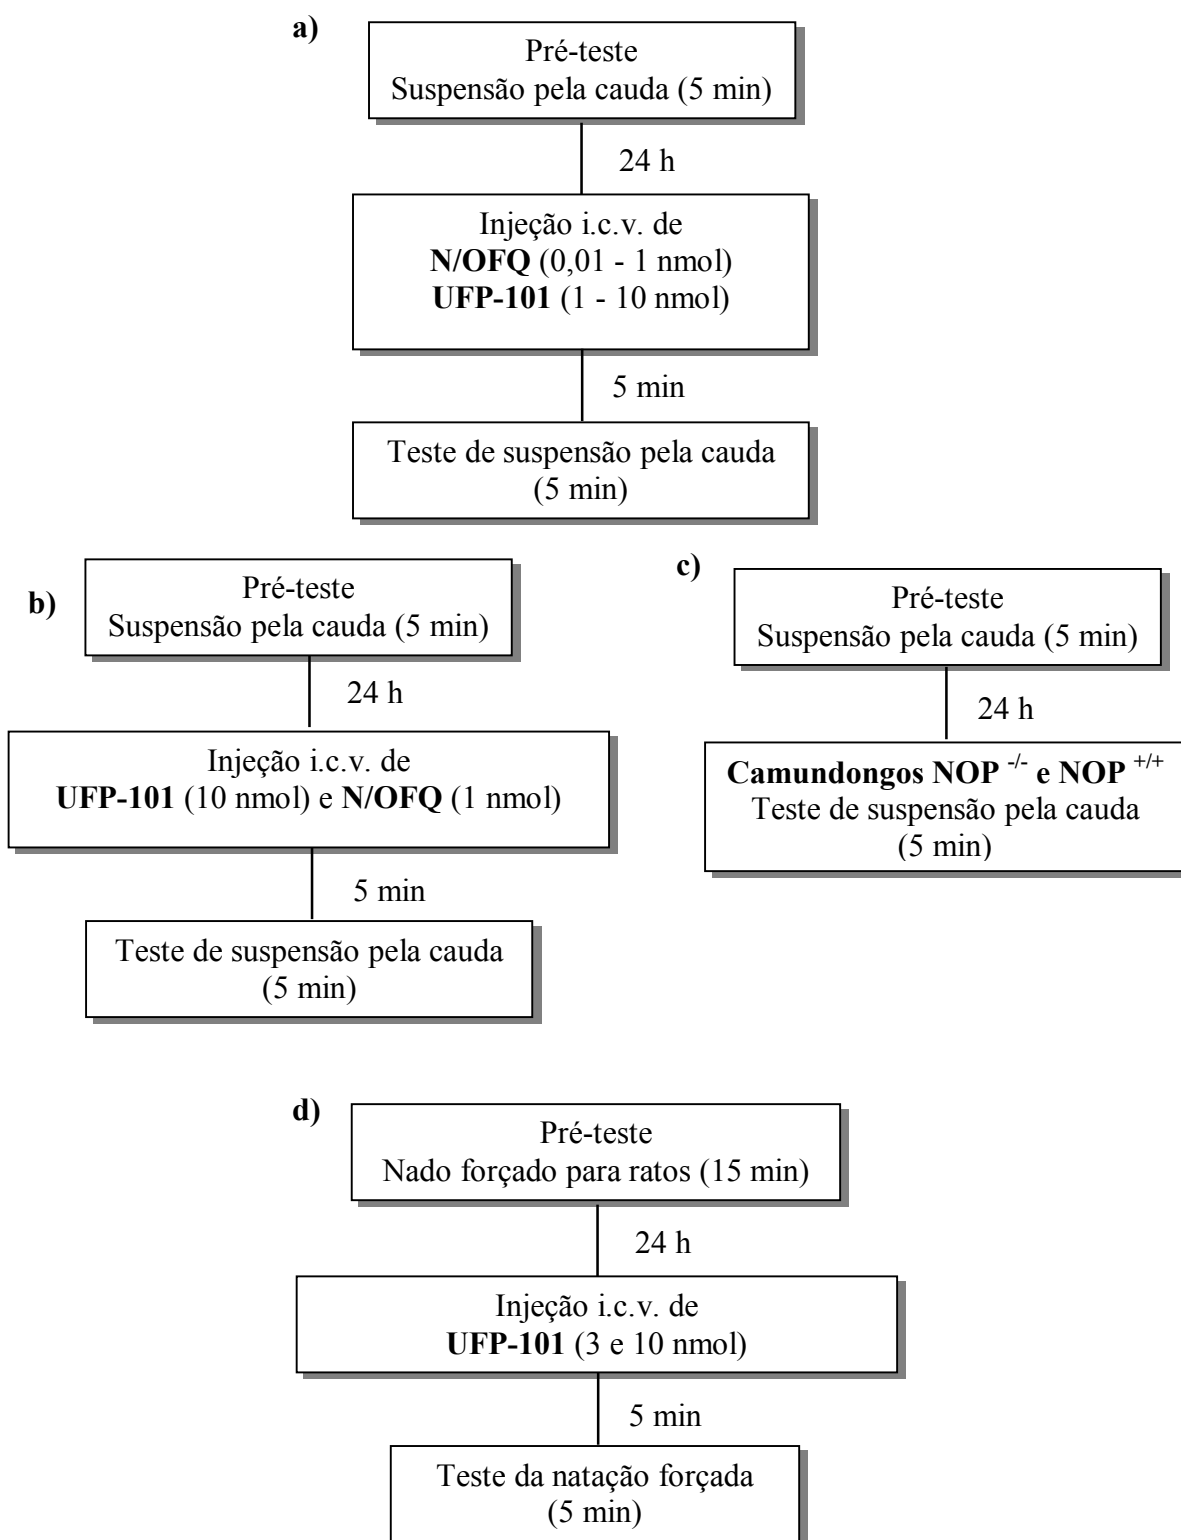 a)
Pré-teste
Suspensão pela cauda (5 min)
24 h
Injeção i.c.v. de
N/OFQ (0,01 - 1 nmol)
UFP-101 (1 - 10 nmol)
5 min
Teste de suspensão pela cauda
(5 min)
b)
Pré-teste
Suspensão pela cauda (5 min)
24 h
Injeção i.c.v. de
UFP-101 (10 nmol) e N/OFQ (1 nmol)
5 min
Teste de suspensão pela cauda
(5 min)
c)
Pré-teste
Suspensão pela cauda (5 min)
24 h
Camundongos NOP -/- e NOP +/+
Teste de suspensão pela cauda
(5 min)
d)
Pré-teste
Nado forçado para ratos (15 min)
24 h
Injeção i.c.v. de
UFP-101 (3 e 10 nmol)
5 min
Teste da natação forçada
(5 min)